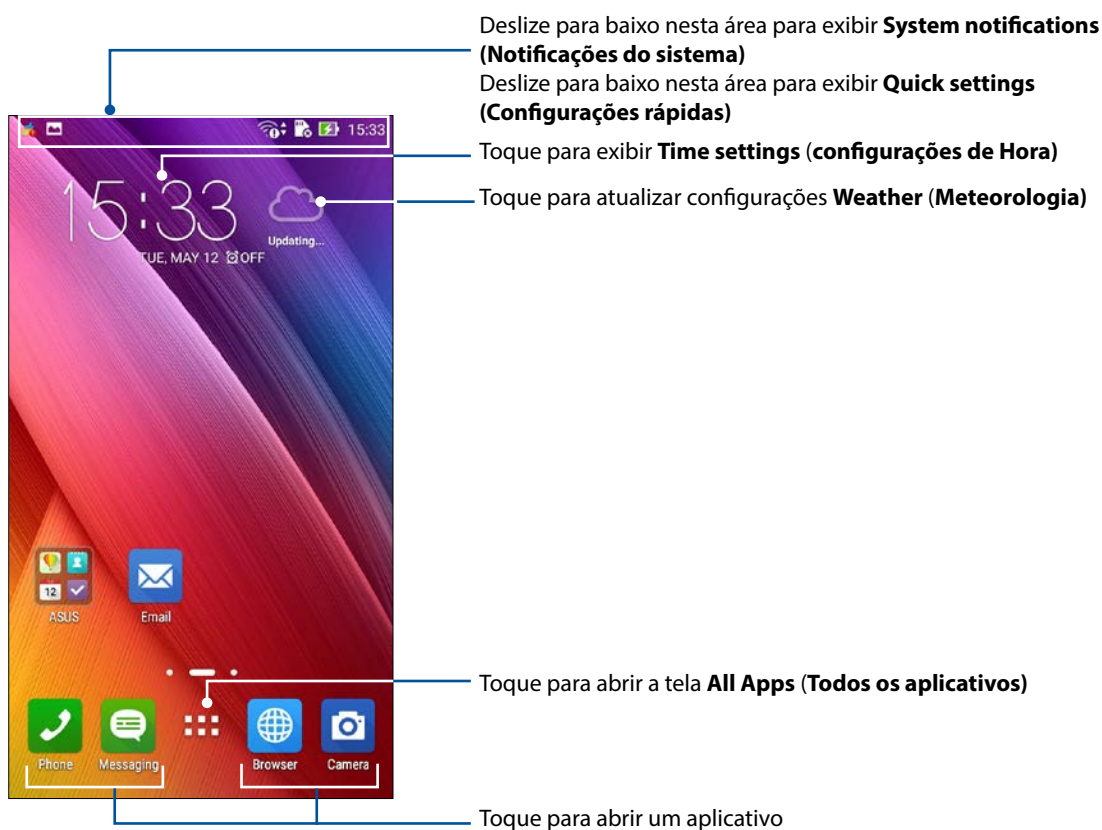 Deslize para baixo nesta área para exibir System notifications
(Notificações do sistema)
Deslize para baixo nesta área para exibir Quick settings
(Configurações rápidas)
15:33
Toque para exibir Time settings (configurações de Hora)
15:33
Toque para atualizar configurações Weather (Meteorologia)
Updating...
TUE, MAY 12 OFF
12
ASUS
Email
Toque para abrir a tela All Apps (Todos os aplicativos)
Phone
Messaging
Browser
Camera
Toque para abrir um aplicativo